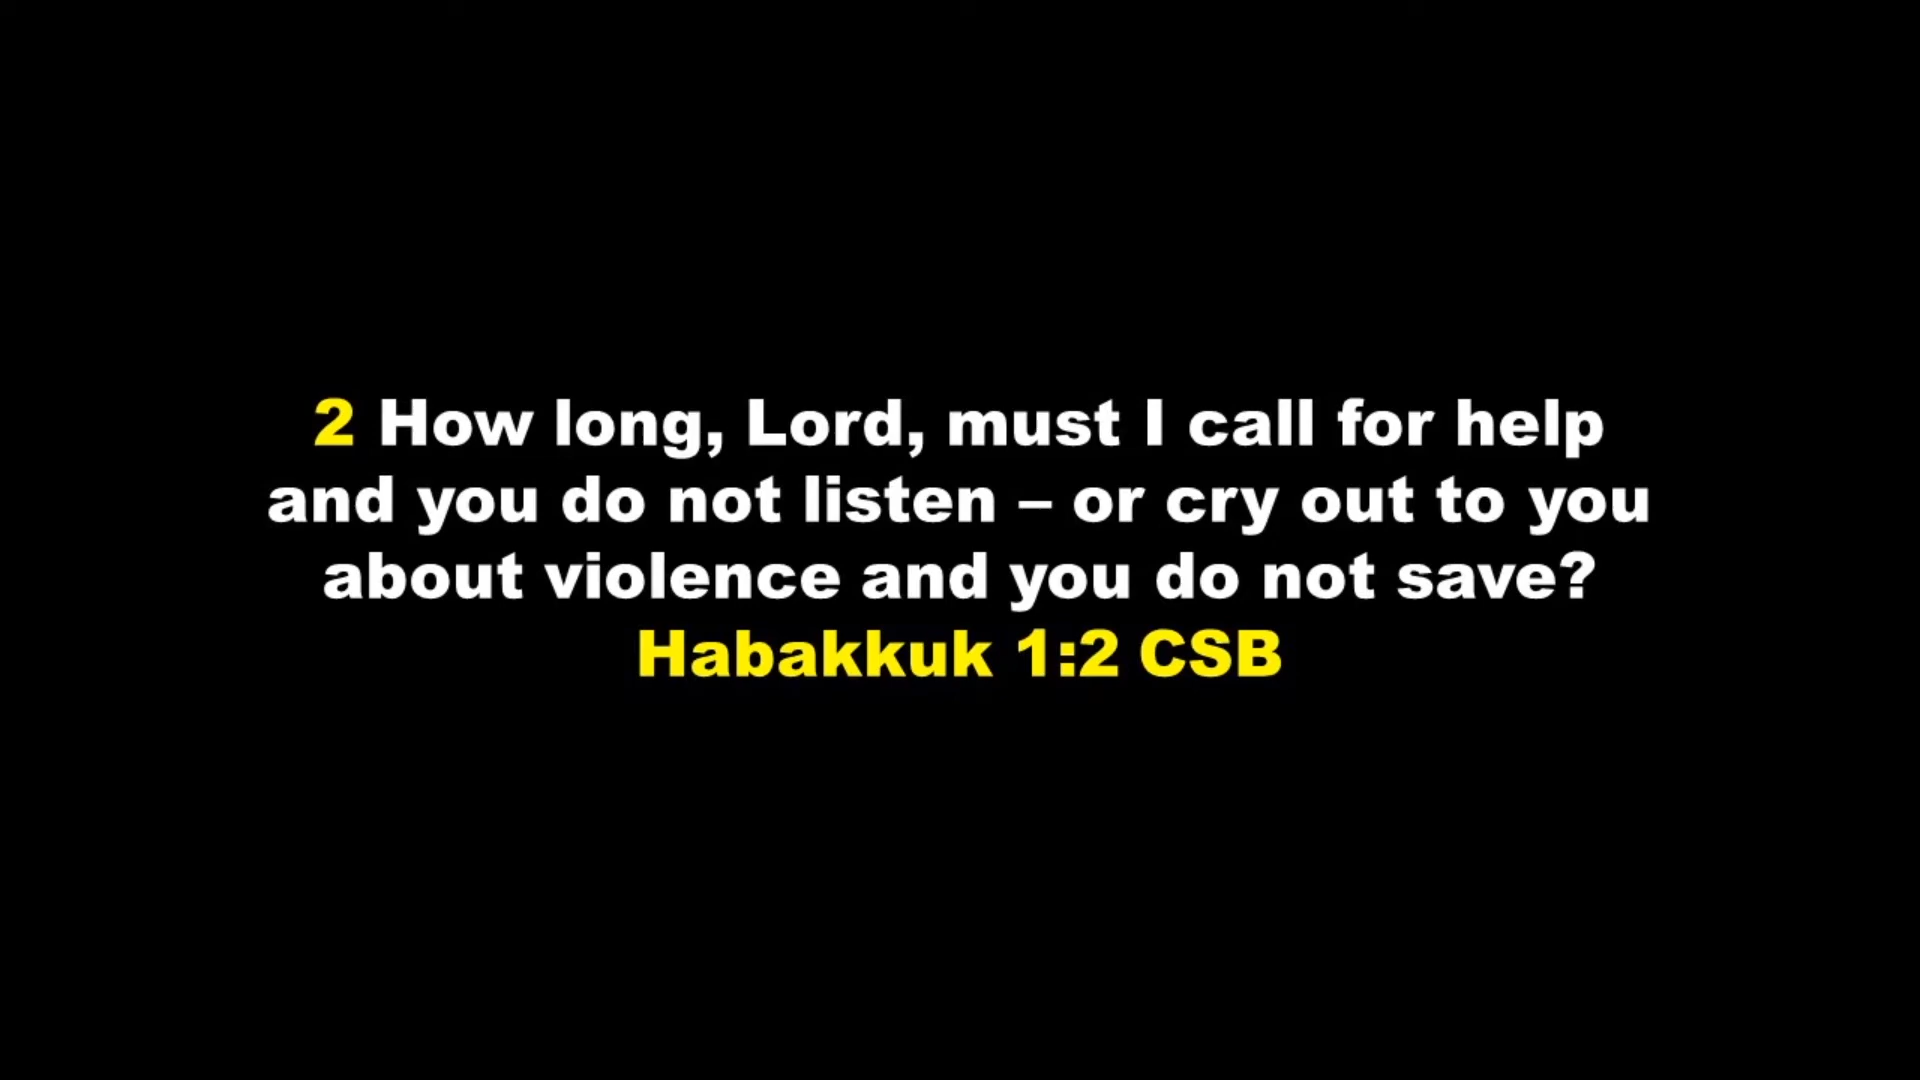 2 How long, Lord, must I call for help
and you do not listen – or cry out to you
about violence and you do not save?
Habakkuk 1:2 CSB